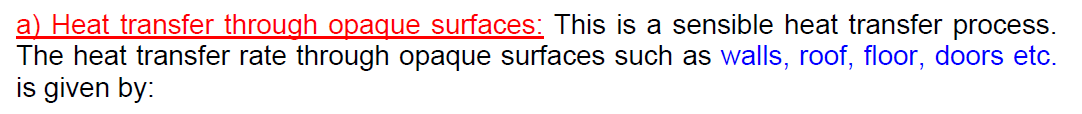 a) Heat transfer through opaque surfaces: This is a sensible heat transfer process.
The heat transfer rate through opaque surfaces such as walls, roof, floor, doors etc.
is given by: